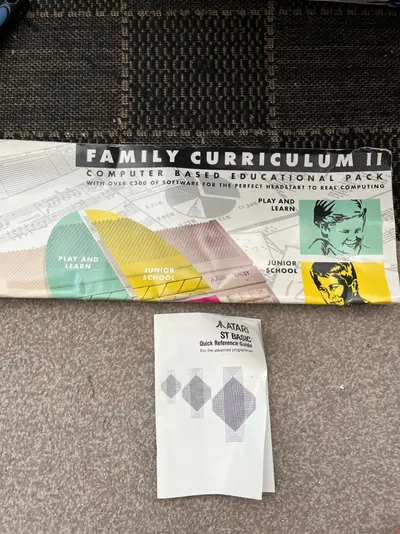 FAMILY CURRICULUM II
COMPUTER BASED EDUCATIONAL PACK
WITH OVER £300 OF SOFTWARE FOR THE PERFECT HEADSTART TO REAL COMPUTING
PLAY AND
LEARN
JUNIOR
SCHOOL
PLAY AND
LEARN
JUNIOR
SCHOOL
ATARI
ST BASIC
Quick Reference Guide
For the advanced programmer